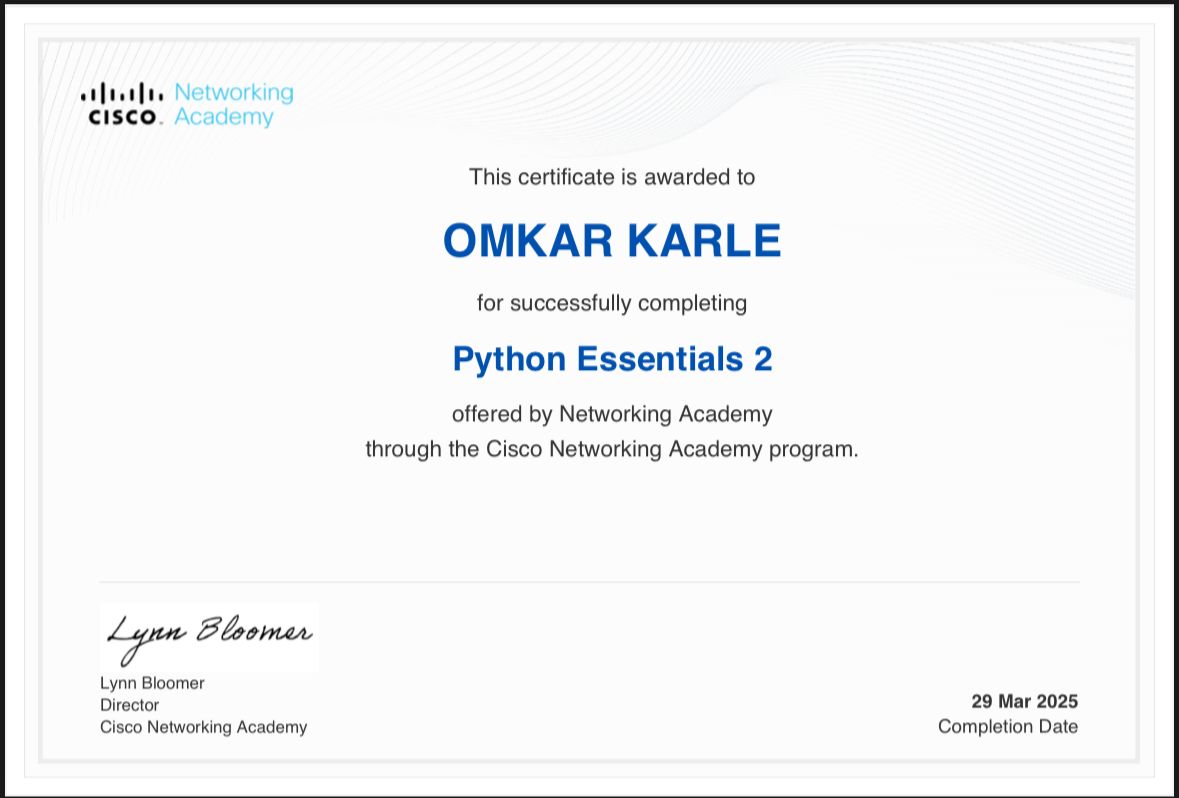 Networking
CISCO. Academy
This certificate is awarded to
OMKAR KARLE
for successfully completing
Python Essentials 2
offered by Networking Academy
through the Cisco Networking Academy program.
Lynn Bloomer
Lynn Bloomer
Director
Cisco Networking Academy
29 Mar 2025
Completion Date